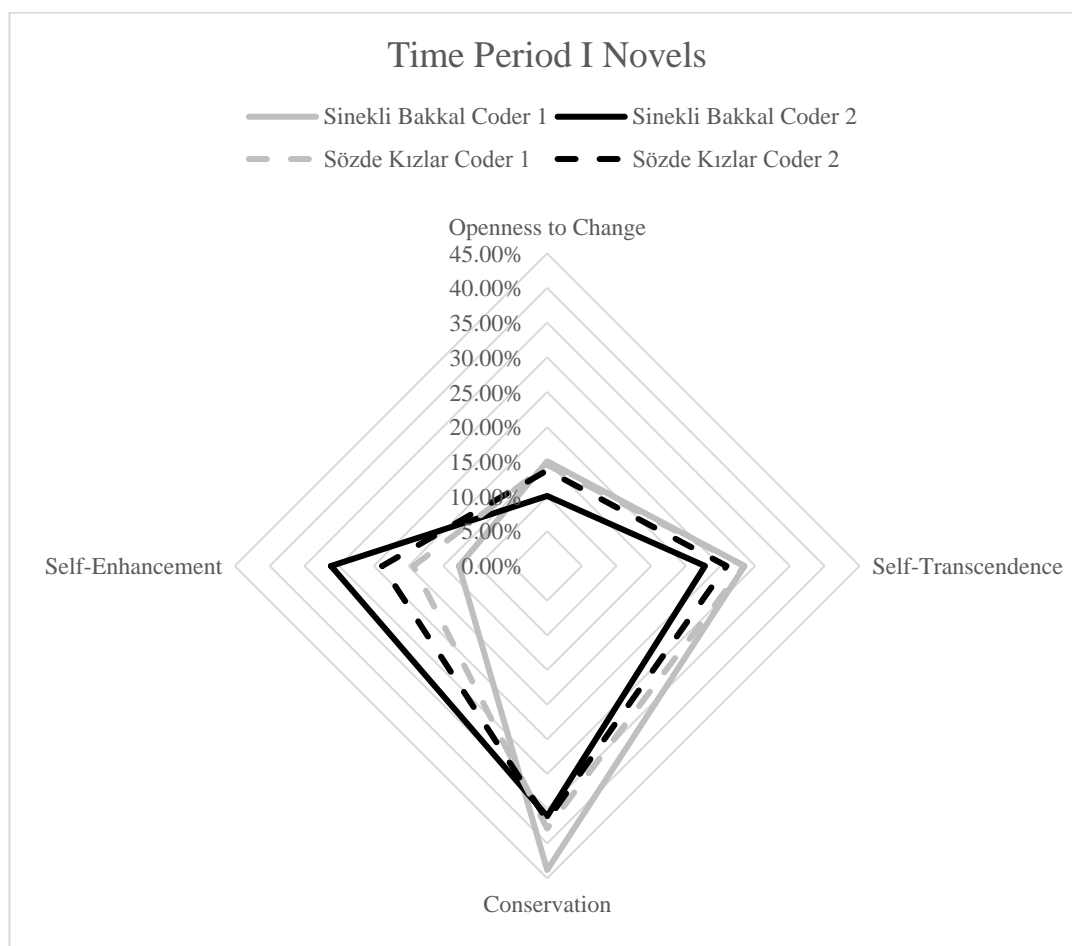 Time Period I Novels
Sinekli Bakkal Coder 1 Sinekli Bakkal Coder 2
Sözde Kızlar Coder 1 Sözde Kızlar Coder 2
Openness to Change
45.00%
40.00%
35.00%
30.00%
25.00%
20.00%
15.00%
10.00%
5.00%
Self-Enhancement 0.00% Self-Transcendence
Conservation